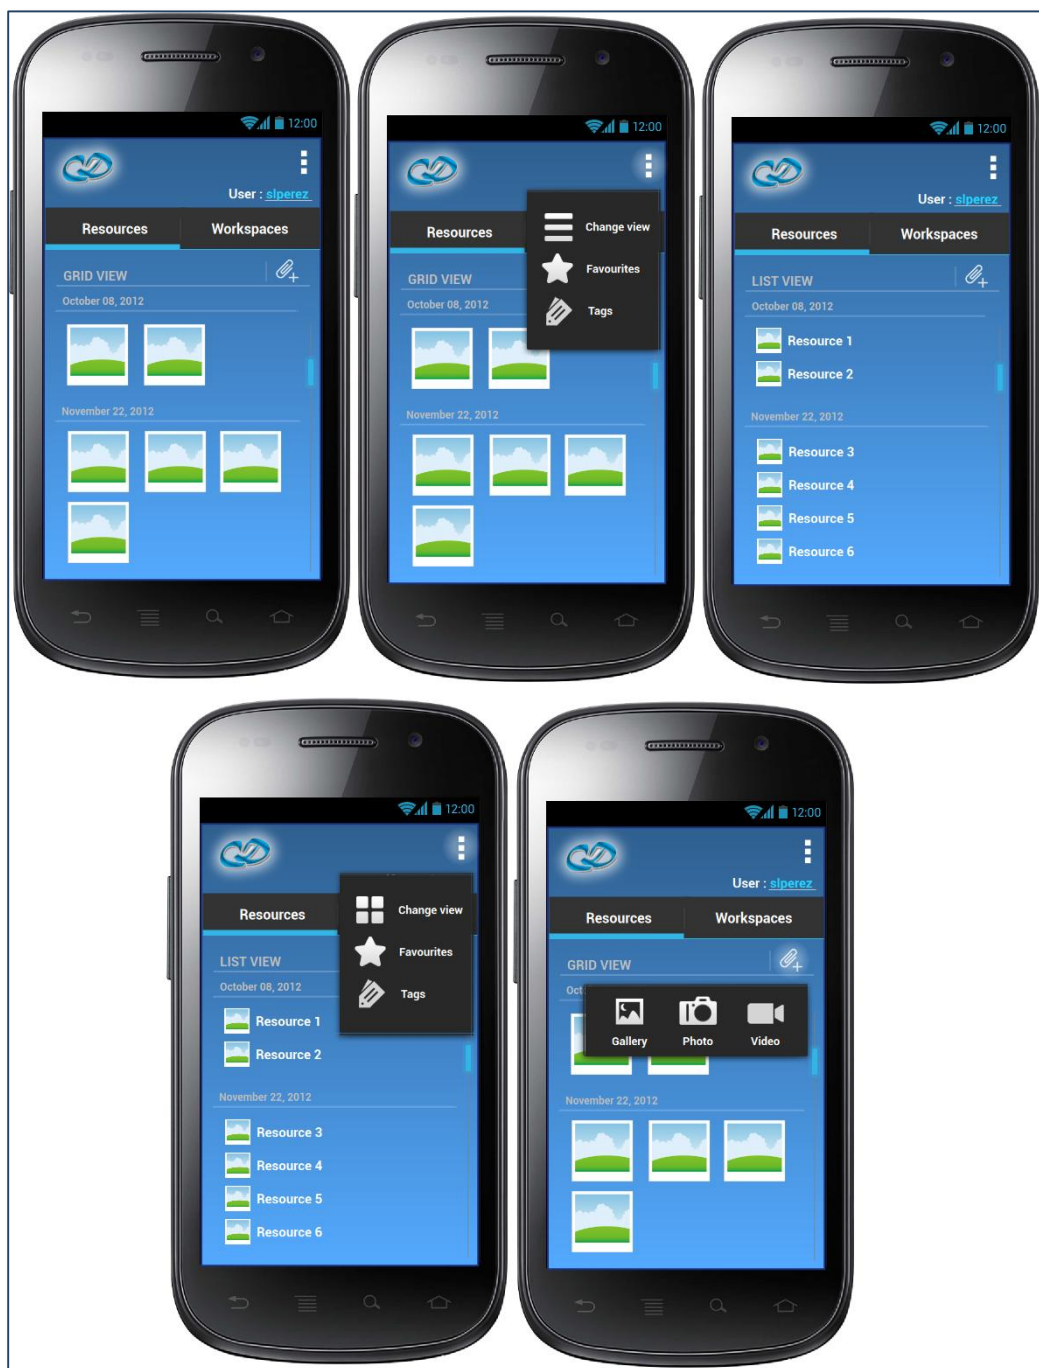 12:00
User : slperez
Resources Workspaces
GRID VIEW
October 08, 2012
November 22, 2012
12:00
Change view
Resources
Favourites
GRID VIEW
October 08, 2012
Tags
November 22, 2012
12:00
User : slperez
Resources Workspaces
LIST VIEW
October 08, 2012
Resource 1
Resource 2
November 22, 2012
Resource 3
Resource 4
Resource 5
Resource 6
12:00
Change view
Resources
Favourites
LIST VIEW
October 08, 2012
Tags
Resource 1
Resource 2
November 22, 2012
Resource 3
Resource 4
Resource 5
Resource 6
12:00
User : slperez
Resources Workspaces
GRID VIEW
Oct
Gallery Photo Video
November 22, 2012